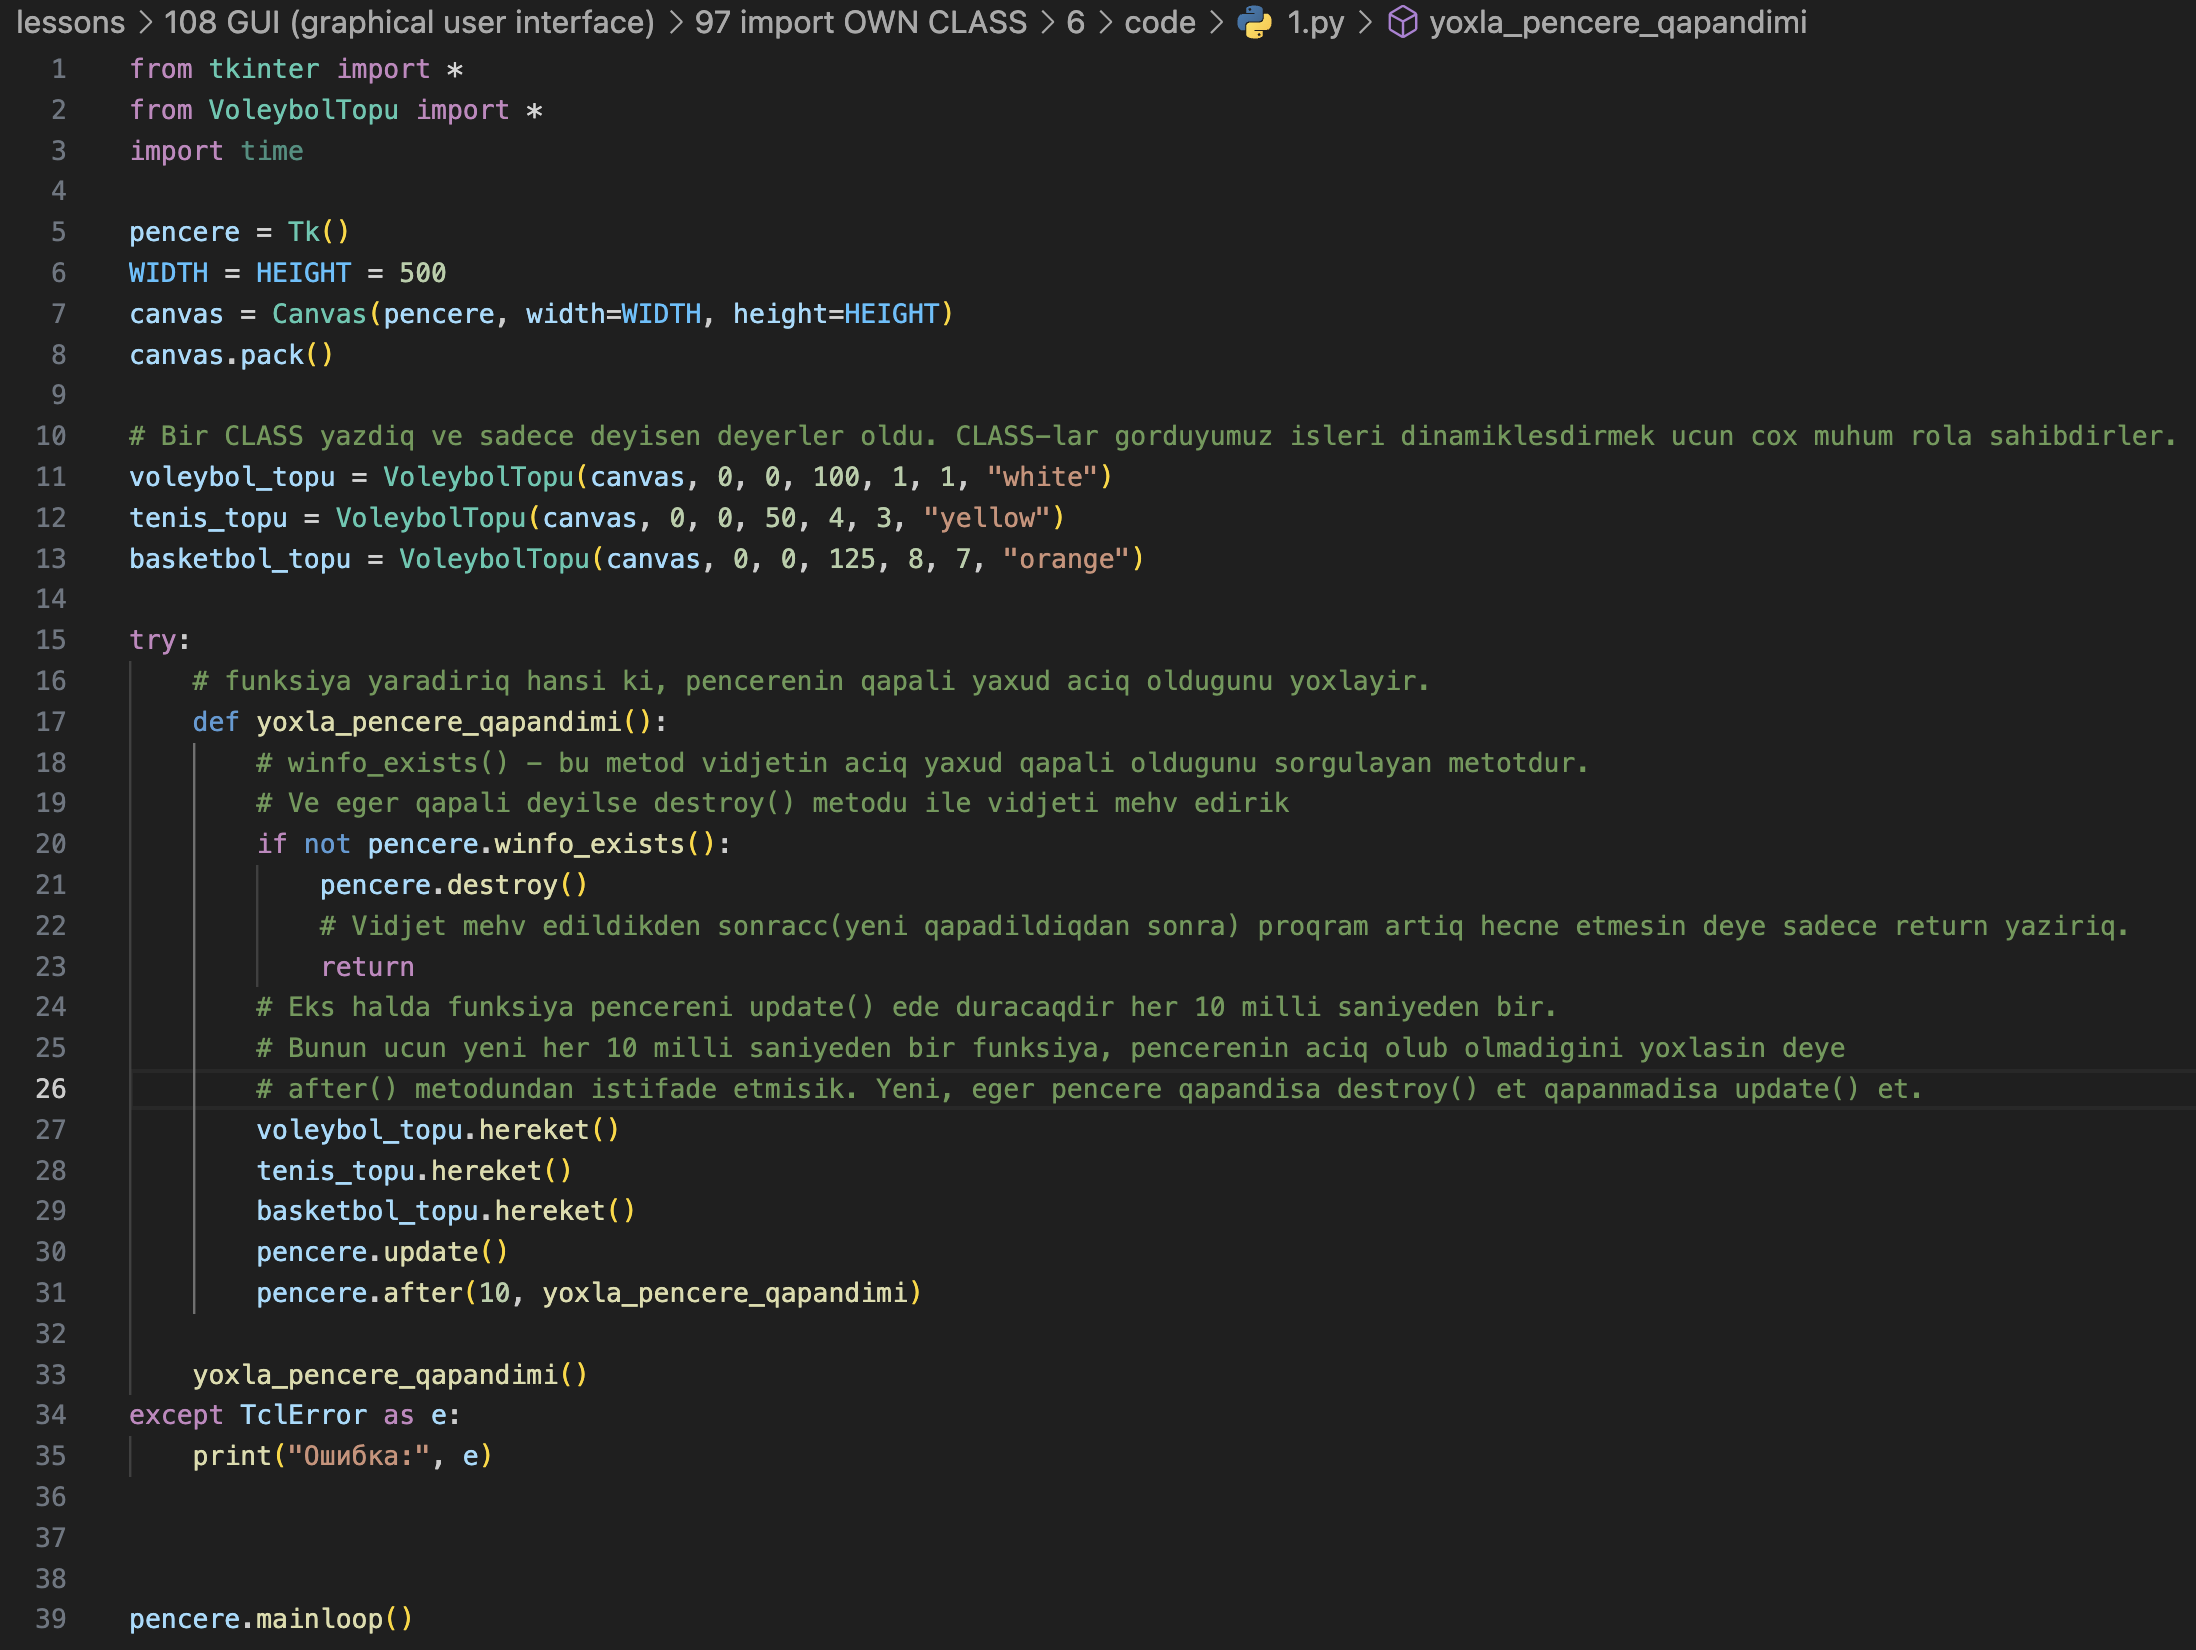 lessons > 108 GUI (graphical user interface) > 97 import OWN CLASS > 6 > code > 1.py > yoxla_pencere_qapandimi
1 from tkinter import *
2 from VoleybolTopu import *
3 import time
4
5 pencere = Tk()
6 WIDTH = HEIGHT = 500
7 canvas = Canvas(pencere, width=WIDTH, height=HEIGHT)
8 canvas.pack()
9
10 # Bir CLASS yazdiq ve sadece deyisen deyerler oldu. CLASS-lar gorduyumuz isleri dinamiklesdirmek ucun cox muhum rola sahibdirler.
11 voleybol_topu = VoleybolTopu(canvas, 0, 0, 100, 1, 1, "white")
12 tenis_topu = VoleybolTopu(canvas, 0, 0, 50, 4, 3, "yellow")
13 basketbol_topu = VoleybolTopu(canvas, 0, 0, 125, 8, 7, "orange")
14
15 try:
16     # funksiya yaradiriq hansi ki, pencerenin qapali yaxud aciq oldugunu yoxlayir.
17     def yoxla_pencere_qapandimi():
18         # winfo_exists() - bu metod vidjetin aciq yaxud qapali oldugunu sorgulayan metotdur.
19         # Ve eger qapali deyilse destroy() metodu ile vidjeti mehv edirik
20         if not pencere.winfo_exists():
21             pencere.destroy()
22             # Vidjet mehv edildikden sonracc(yeni qapadildiqdan sonra) proqram artiq hecne etmesin deye sadece return yaziriq.
23             return
24         # Eks halda funksiya pencereni update() ede duracaqdir her 10 milli saniyeden bir.
25         # Bunun ucun yeni her 10 milli saniyeden bir funksiya, pencerenin aciq olub olmadigini yoxlasin deye
26         # after() metodundan istifade etmisik. Yeni, eger pencere qapandisa destroy() et qapanmadisa update() et.
27         voleybol_topu.hereket()
28         tenis_topu.hereket()
29         basketbol_topu.hereket()
30         pencere.update()
31         pencere.after(10, yoxla_pencere_qapandimi)
32
33     yoxla_pencere_qapandimi()
34 except TclError as e:
35     print("Ошибка:", e)
36
37
38
39 pencere.mainloop()